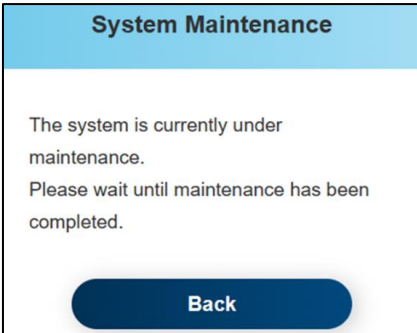 System Maintenance
The system is currently under
maintenance.
Please wait until maintenance has been
completed.
Back